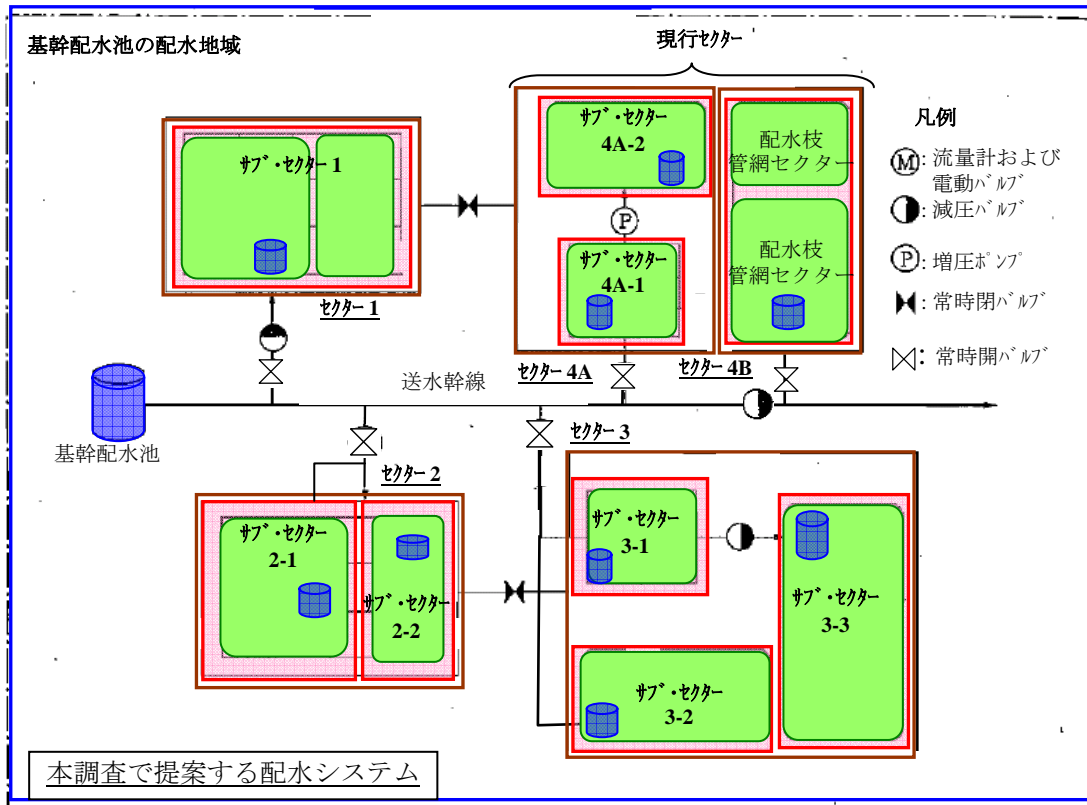 基幹配水池の配水地域
現行セクター
サブ・セクター
4A-2
配水枝
管網セクター
サブ・セクター 1
P
サブ・セクター
4A-1
配水枝
管網セクター
セクター 1
セクター 4A
セクター 4B
凡例
M : 流量計および
電動バルブ
: 減圧バルブ
P : 増圧ポンプ
: 常時閉バルブ
: 常時開バルブ
送水幹線
基幹配水池
セクター 2
セクター 3
サブ・セクター
2-1
サブ・セクター
2-2
サブ・セクター
3-1
サブ・セクター
3-3
サブ・セクター
3-2
本調査で提案する配水システム